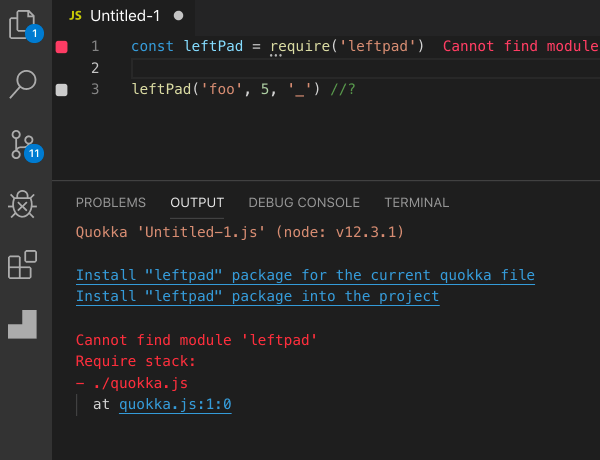 JS Untitled-1
1
1 const leftPad = require('leftpad') Cannot find module
2
3 leftPad('foo', 5, '_') //?
11
PROBLEMS OUTPUT DEBUG CONSOLE TERMINAL
Quokka 'Untitled-1.js' (node: v12.3.1)
Install "leftpad" package for the current quokka file
Install "leftpad" package into the project
Cannot find module 'leftpad'
Require stack:
– ./quokka.js
at quokka.js:1:0